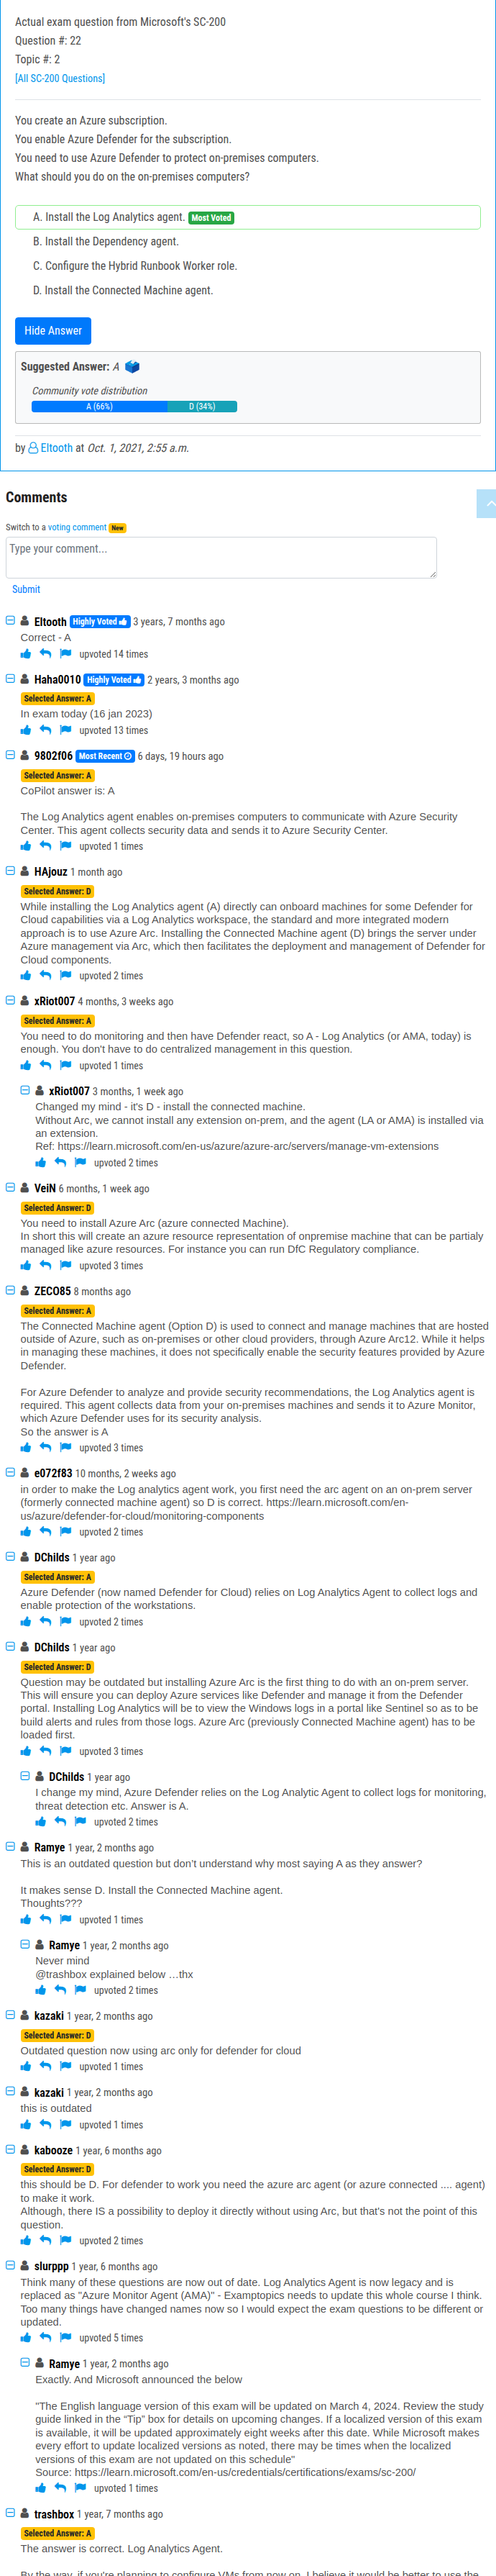 Actual exam question from Microsoft's SC-200
Question #: 22
Topic #: 2
[All SC-200 Questions]
You create an Azure subscription.
You enable Azure Defender for the subscription.
You need to use Azure Defender to protect on-premises computers.
What should you do on the on-premises computers?
A. Install the Log Analytics agent. Most Voted
B. Install the Dependency agent.
C. Configure the Hybrid Runbook Worker role.
D. Install the Connected Machine agent.
Hide Answer
Suggested Answer: A
Community vote distribution
A (66%) D (34%)
by Eltooth at Oct. 1, 2021, 2:55 a.m.
Comments
Switch to a voting comment New
Type your comment...
Submit
Eltooth Highly Voted 3 years, 7 months ago
Correct - A
upvoted 14 times
Haha0010 Highly Voted 2 years, 3 months ago
Selected Answer: A
In exam today (16 jan 2023)
upvoted 13 times
9802f06 Most Recent 6 days, 19 hours ago
Selected Answer: A
CoPilot answer is: A
The Log Analytics agent enables on-premises computers to communicate with Azure Security
Center. This agent collects security data and sends it to Azure Security Center.
upvoted 1 times
HAjouz 1 month ago
Selected Answer: D
While installing the Log Analytics agent (A) directly can onboard machines for some Defender for
Cloud capabilities via a Log Analytics workspace, the standard and more integrated modern
approach is to use Azure Arc. Installing the Connected Machine agent (D) brings the server under
Azure management via Arc, which then facilitates the deployment and management of Defender for
Cloud components.
upvoted 2 times
xRiot007 4 months, 3 weeks ago
Selected Answer: A
You need to do monitoring and then have Defender react, so A - Log Analytics (or AMA, today) is
enough. You don't have to do centralized management in this question.
upvoted 1 times
xRiot007 3 months, 1 week ago
Changed my mind - it's D - install the connected machine.
Without Arc, we cannot install any extension on-prem, and the agent (LA or AMA) is installed via
an extension.
Ref: https://learn.microsoft.com/en-us/azure/azure-arc/servers/manage-vm-extensions
upvoted 2 times
VeiN 6 months, 1 week ago
Selected Answer: D
You need to install Azure Arc (azure connected Machine).
In short this will create an azure resource representation of onpremise machine that can be partialy
managed like azure resources. For instance you can run DfC Regulatory compliance.
upvoted 3 times
ZECO85 8 months ago
Selected Answer: A
The Connected Machine agent (Option D) is used to connect and manage machines that are hosted
outside of Azure, such as on-premises or other cloud providers, through Azure Arc12. While it helps
in managing these machines, it does not specifically enable the security features provided by Azure
Defender.
For Azure Defender to analyze and provide security recommendations, the Log Analytics agent is
required. This agent collects data from your on-premises machines and sends it to Azure Monitor,
which Azure Defender uses for its security analysis.
So the answer is A
upvoted 3 times
e072f83 10 months, 2 weeks ago
in order to make the Log analytics agent work, you first need the arc agent on an on-prem server
(formerly connected machine agent) so D is correct. https://learn.microsoft.com/en-
us/azure/defender-for-cloud/monitoring-components
upvoted 2 times
DChilds 1 year ago
Selected Answer: A
Azure Defender (now named Defender for Cloud) relies on Log Analytics Agent to collect logs and
enable protection of the workstations.
upvoted 2 times
DChilds 1 year ago
Selected Answer: D
Question may be outdated but installing Azure Arc is the first thing to do with an on-prem server.
This will ensure you can deploy Azure services like Defender and manage it from the Defender
portal. Installing Log Analytics will be to view the Windows logs in a portal like Sentinel so as to be
build alerts and rules from those logs. Azure Arc (previously Connected Machine agent) has to be
loaded first.
upvoted 3 times
DChilds 1 year ago
I change my mind, Azure Defender relies on the Log Analytic Agent to collect logs for monitoring,
threat detection etc. Answer is A.
upvoted 2 times
Ramye 1 year, 2 months ago
This is an outdated question but don't understand why most saying A as they answer?
It makes sense D. Install the Connected Machine agent.
Thoughts???
upvoted 1 times
Ramye 1 year, 2 months ago
Never mind
@trashbox explained below …thx
upvoted 2 times
kazaki 1 year, 2 months ago
Selected Answer: D
Outdated question now using arc only for defender for cloud
upvoted 1 times
kazaki 1 year, 2 months ago
this is outdated
upvoted 1 times
kabooze 1 year, 6 months ago
Selected Answer: D
this should be D. For defender to work you need the azure arc agent (or azure connected .... agent)
to make it work.
Although, there IS a possibility to deploy it directly without using Arc, but that's not the point of this
question.
upvoted 2 times
slurppp 1 year, 6 months ago
Think many of these questions are now out of date. Log Analytics Agent is now legacy and is
replaced as "Azure Monitor Agent (AMA)" - Examptopics needs to update this whole course I think.
Too many things have changed names now so I would expect the exam questions to be different or
updated.
upvoted 5 times
Ramye 1 year, 2 months ago
Exactly. And Microsoft announced the below
"The English language version of this exam will be updated on March 4, 2024. Review the study
guide linked in the “Tip” box for details on upcoming changes. If a localized version of this exam
is available, it will be updated approximately eight weeks after this date. While Microsoft makes
every effort to update localized versions as noted, there may be times when the localized
versions of this exam are not updated on this schedule"
Source: https://learn.microsoft.com/en-us/credentials/certifications/exams/sc-200/
upvoted 1 times
trashbox 1 year, 7 months ago
Selected Answer: A
The answer is correct. Log Analytics Agent.
By the way, if you're planning to configure VMs from now on, I believe it would be better to use the